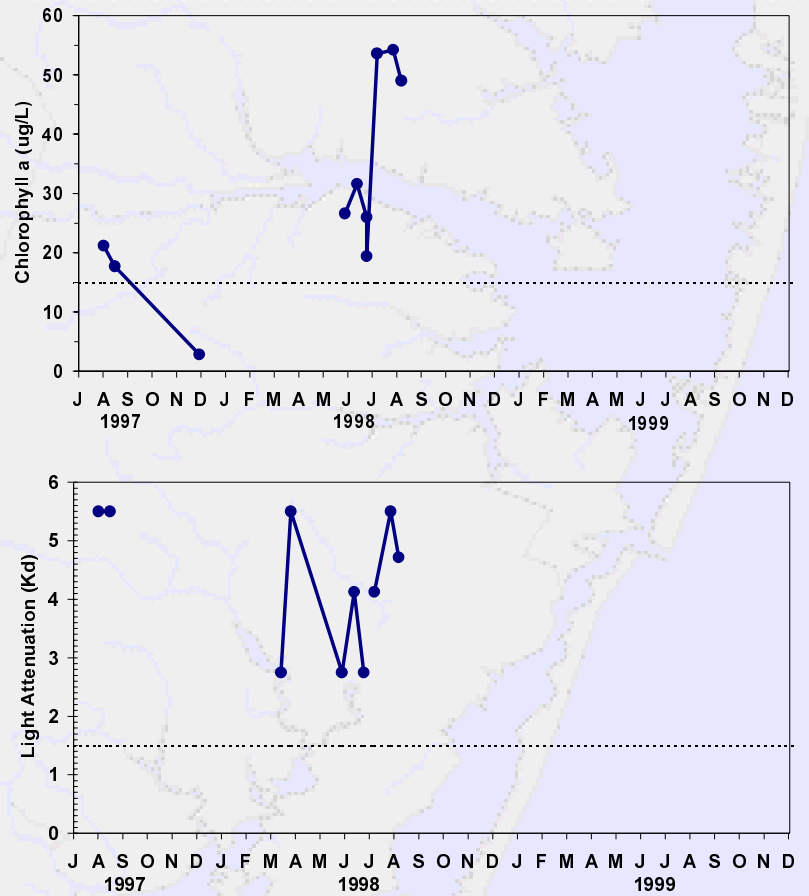 60
50
40
30
20
10
0
Chlorophyll a (ug/L)
J A S O N D J F M A M J J A S O N D J F M A M J J A S O N D
1997 1998 1999
6
5
4
3
2
1
0
Light Attenuation (Kd)
J A S O N D J F M A M J J A S O N D J F M A M J J A S O N D
1997 1998 1999